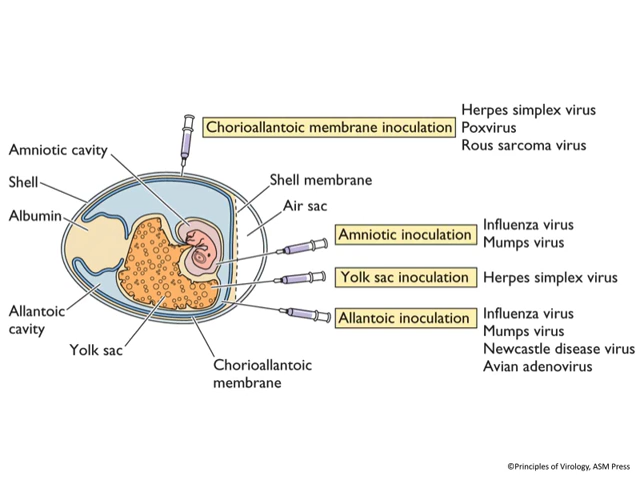 Herpes simplex virus
Chorioallantoic membrane inoculation
Poxvirus
Rous sarcoma virus
Amniotic cavity
Shell
Albumin
Shell membrane
Air sac
Amniotic inoculation
Influenza virus
Mumps virus
Yolk sac inoculation
Herpes simplex virus
Allantoic inoculation
Influenza virus
Mumps virus
Newcastle disease virus
Avian adenovirus
Allantoic
cavity
Yolk sac
Chorioallantoic
membrane
©Principles of Virology, ASM Press